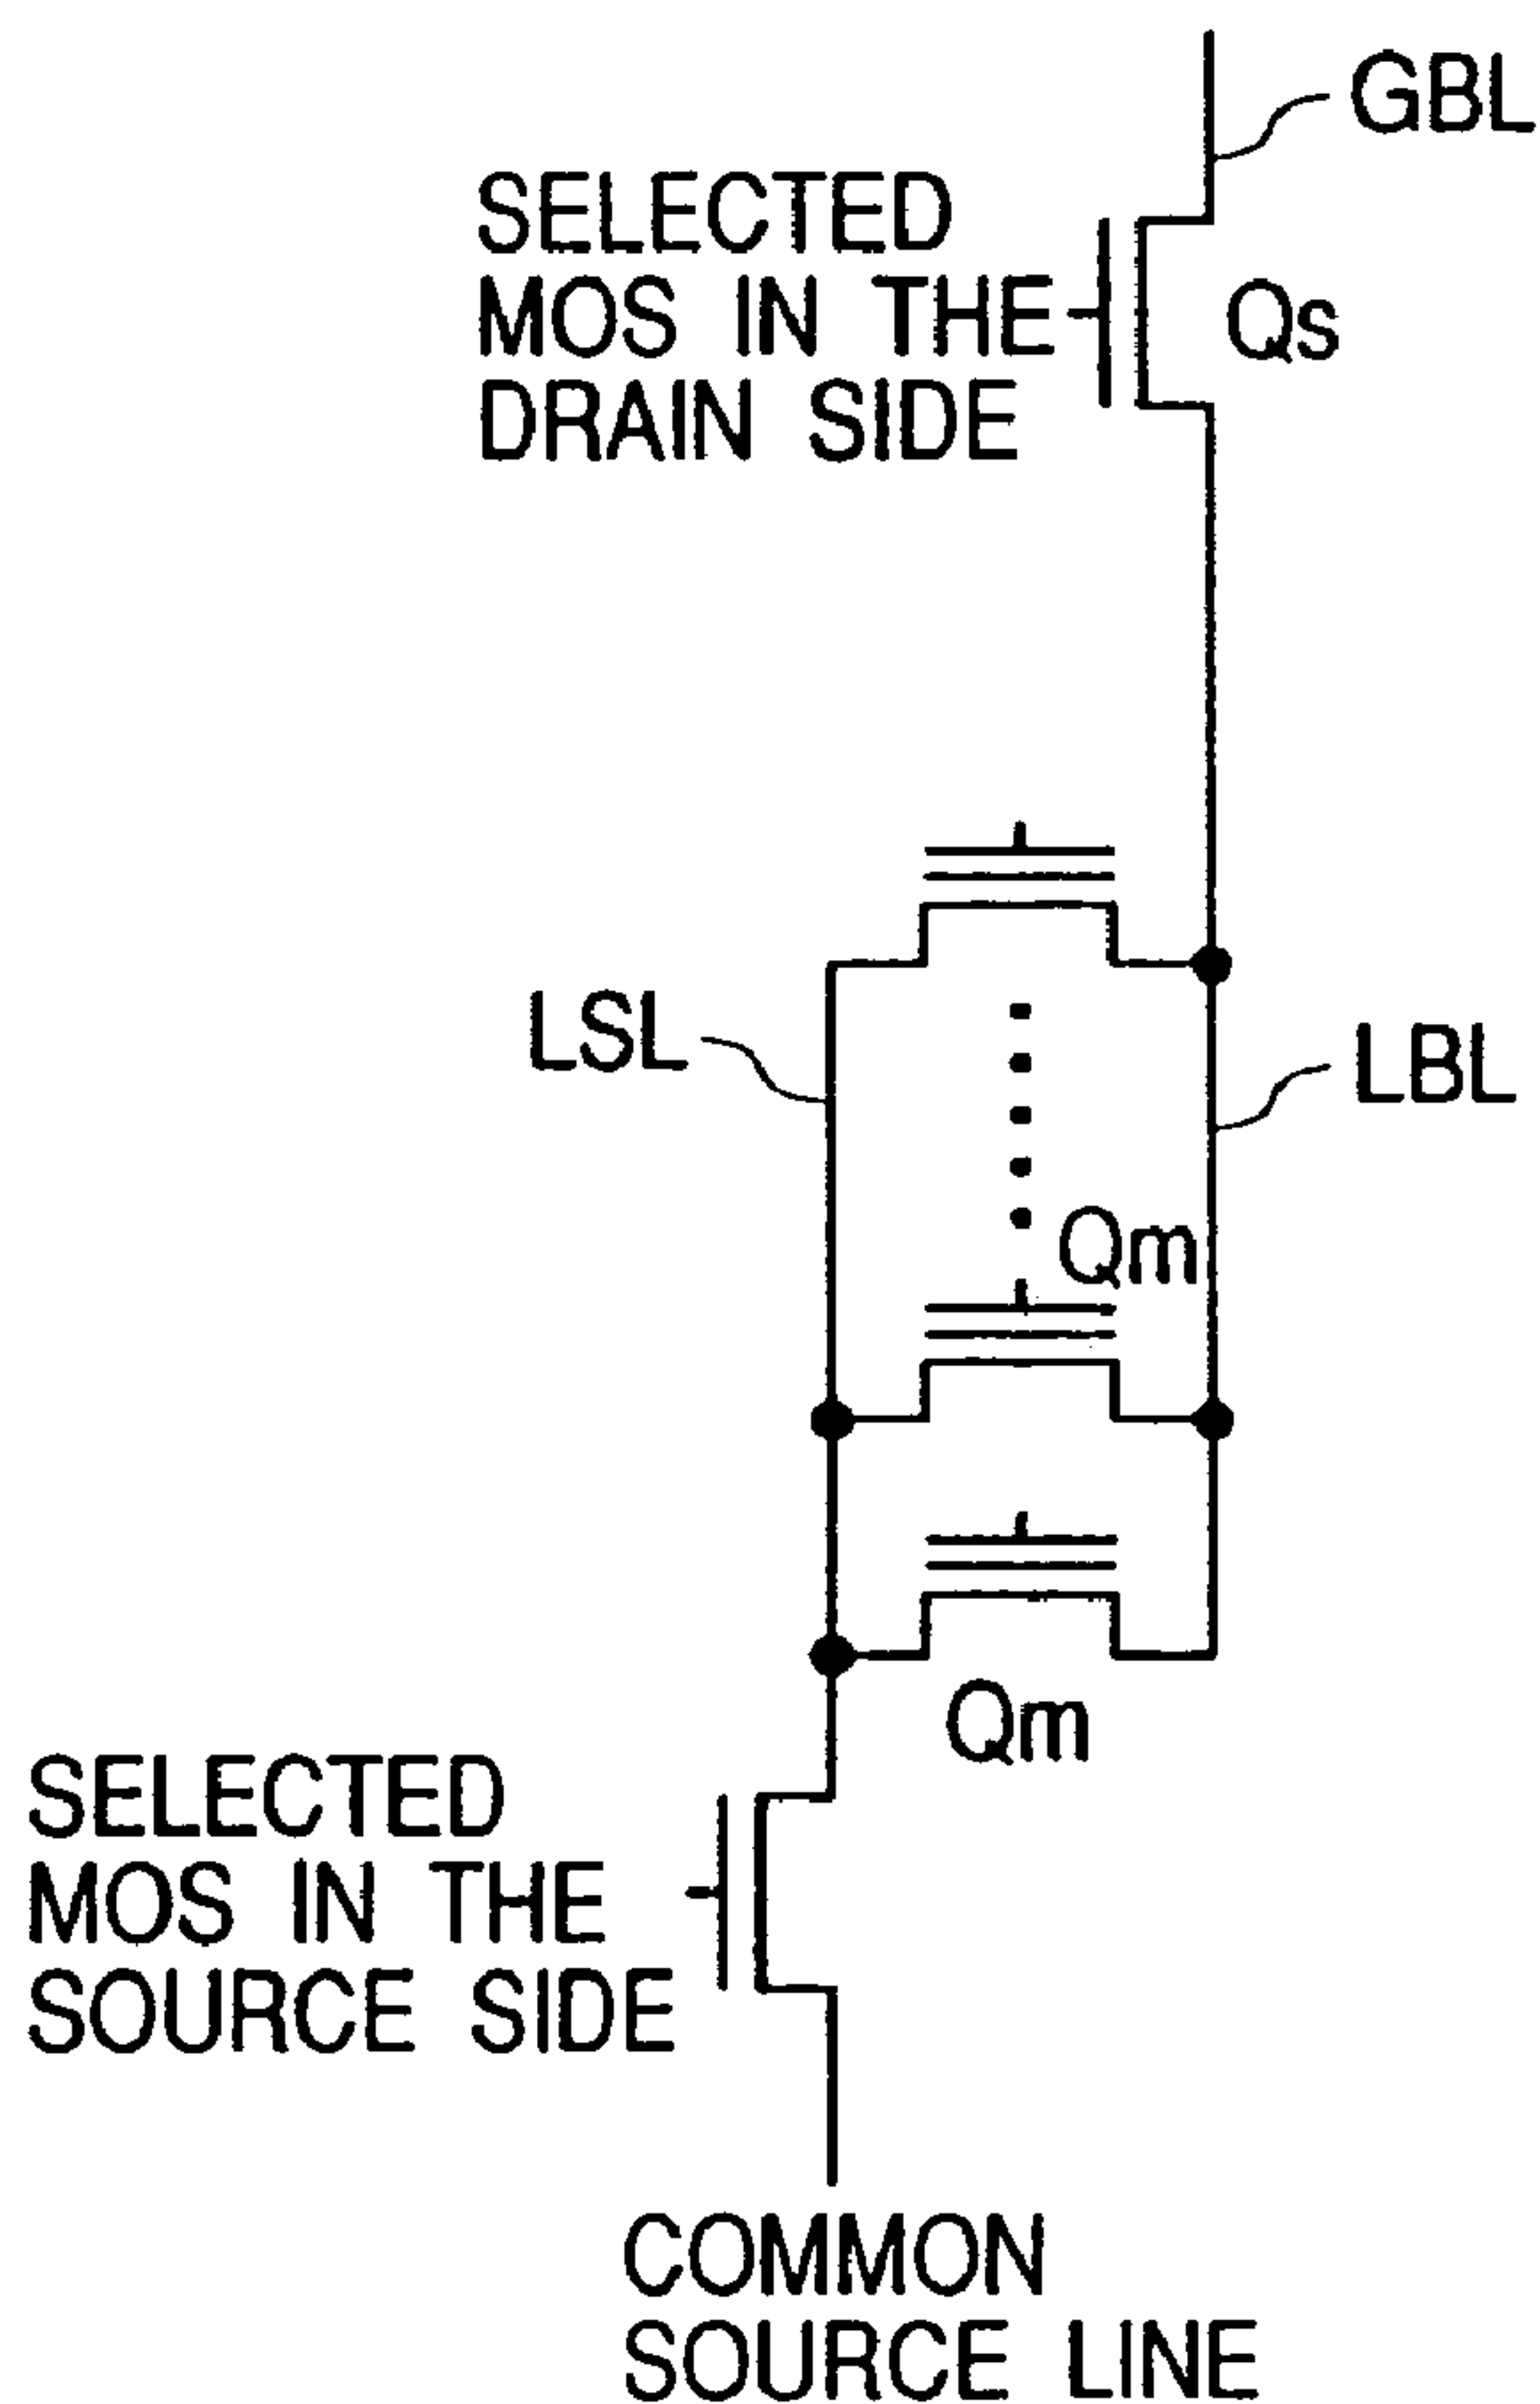 GBL
SELECTED
MOS IN THE
DRAIN SIDE
Qs
LSL
LBL
Qm
Qm
SELECTED
MOS IN THE
SOURCE SIDE
COMMON
SOURCE LINE